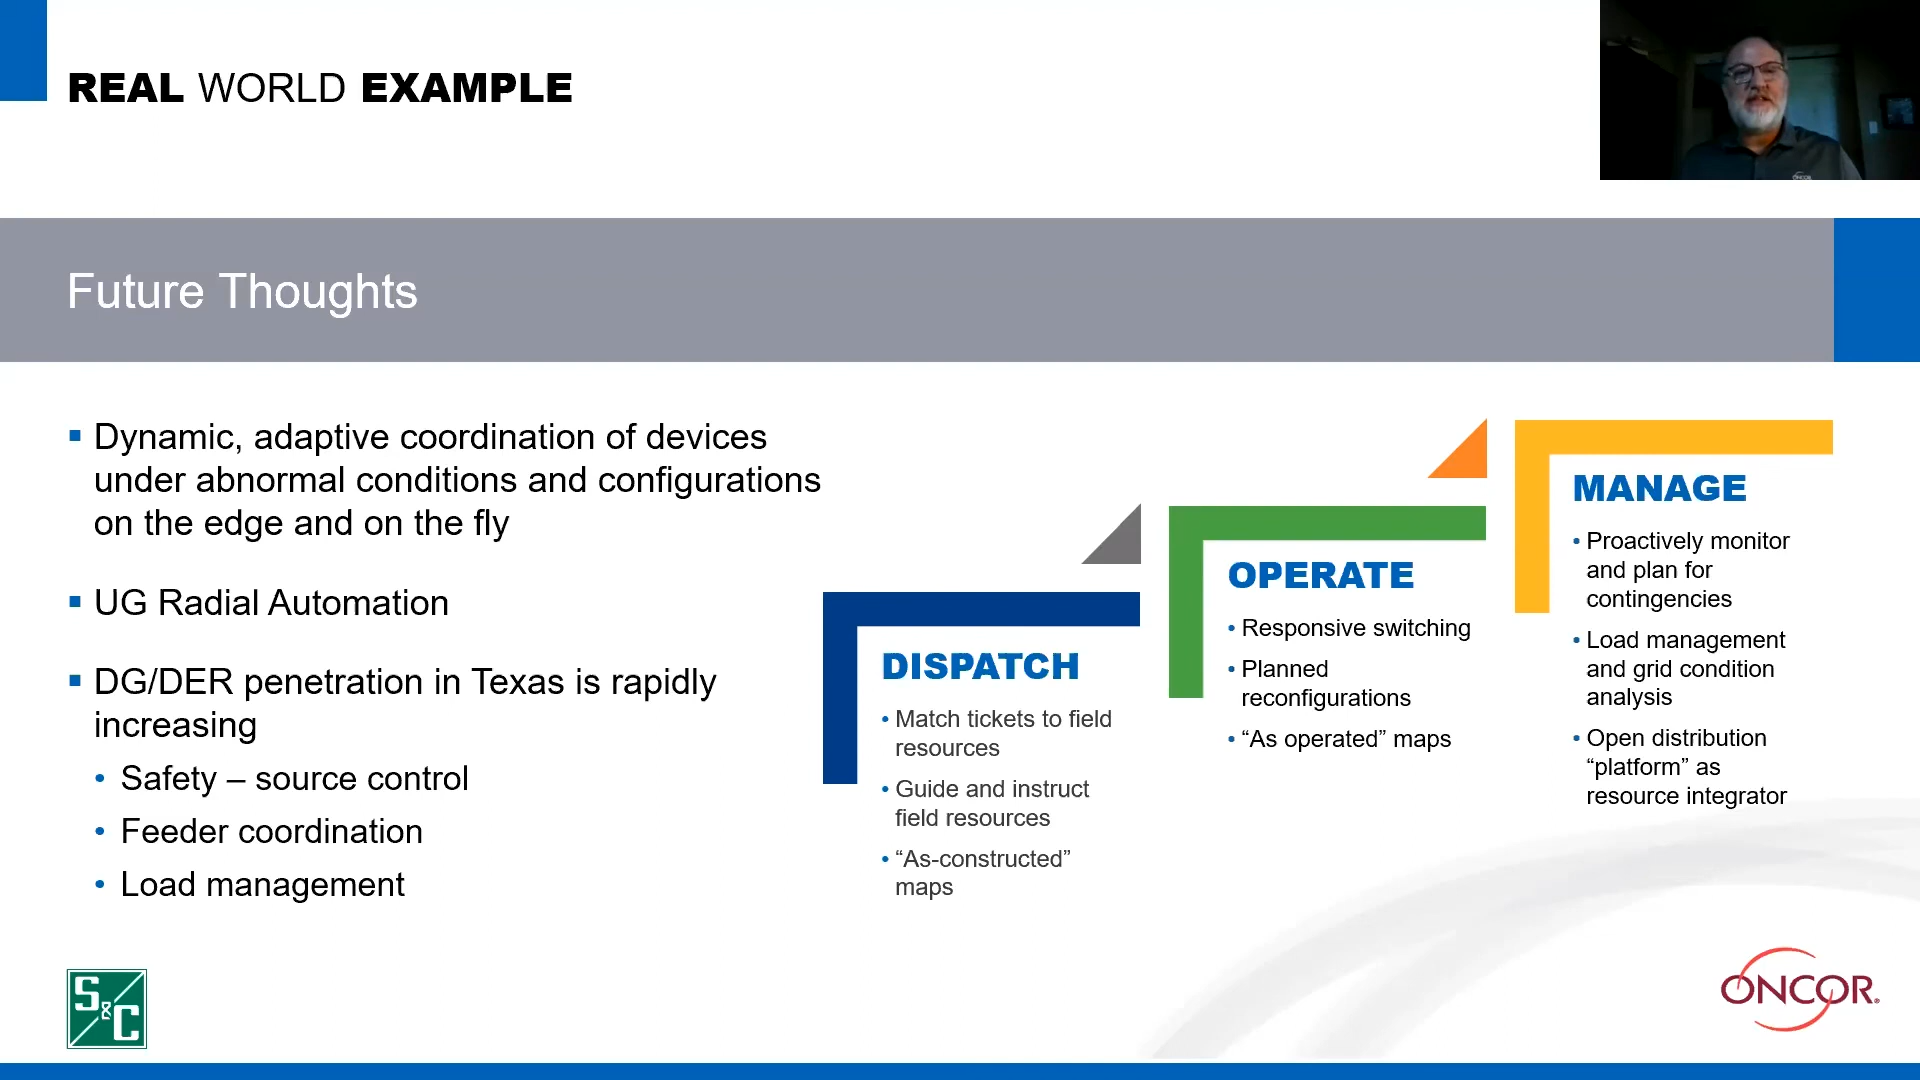 REAL WORLD EXAMPLE
Future Thoughts
Dynamic, adaptive coordination of devices
under abnormal conditions and configurations
on the edge and on the fly
UG Radial Automation
DG/DER penetration in Texas is rapidly
increasing
• Safety – source control
• Feeder coordination
• Load management
DISPATCH
• Match tickets to field
resources
• Guide and instruct
field resources
• “As-constructed”
maps
OPERATE
• Responsive switching
• Planned
reconfigurations
• “As operated” maps
MANAGE
• Proactively monitor
and plan for
contingencies
• Load management
and grid condition
analysis
• Open distribution
“platform” as
resource integrator
S&C
ONCOR®
ONCOR